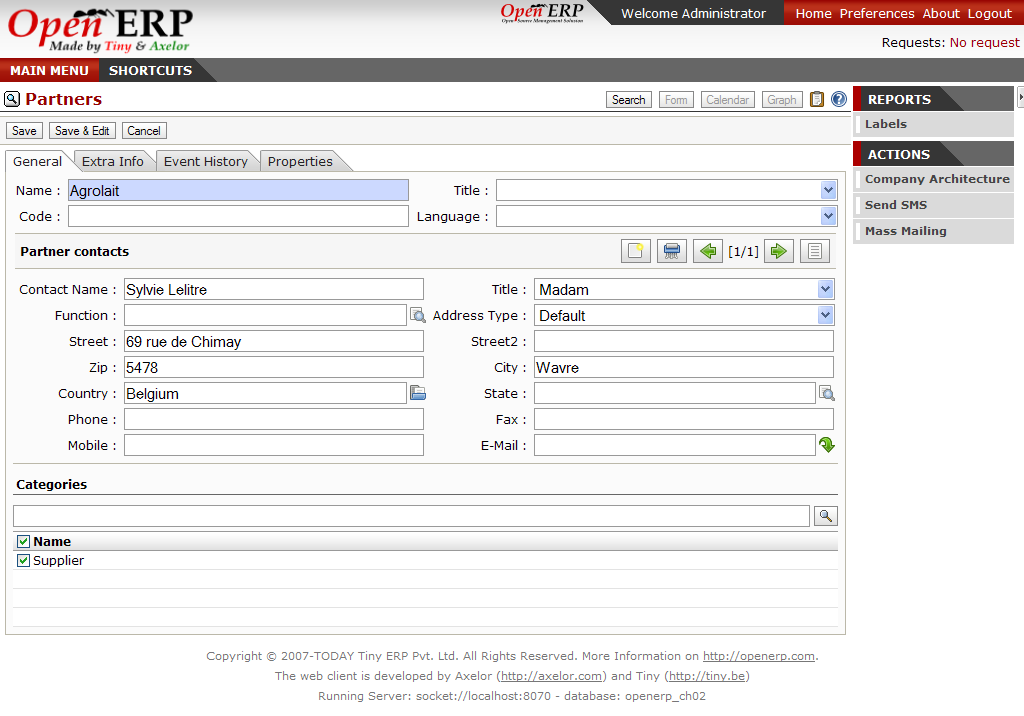 Open ERP
Made by Tiny & Axelor
Open ERP
Open Source Management Solution
Welcome Administrator
Home Preferences About Logout
Requests: No request
MAIN MENU SHORTCUTS
Partners
Search Form Calendar Graph
REPORTS
Labels
ACTIONS
Company Architecture
Send SMS
Mass Mailing
Save Save & Edit Cancel
General Extra Info Event History Properties
Name : Agrolait Title :
Code : Language :
Partner contacts [1/1]
Contact Name : Sylvie Lelitre Title : Madam
Function : Address Type : Default
Street : 69 rue de Chimay Street2 :
Zip : 5478 City : Wavre
Country : Belgium State :
Phone : Fax :
Mobile : E-Mail :
Categories
Name
Supplier
Copyright © 2007-TODAY Tiny ERP Pvt. Ltd. All Rights Reserved. More Information on http://openerp.com.
The web client is developed by Axelor (http://axelor.com) and Tiny (http://tiny.be)
Running Server: socket://localhost:8070 - database: openerp_ch02